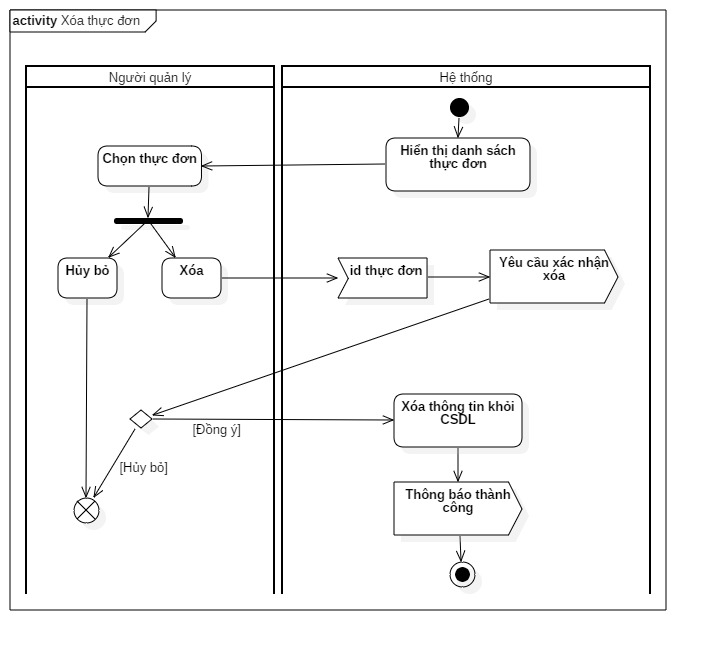 activity Xóa thực đơn
Người quản lý
Hệ thống
Hiển thị danh sách
thực đơn
Chọn thực đơn
Hủy bỏ
Xóa
id thực đơn
Yêu cầu xác nhận
xóa
Xóa thông tin khỏi
CSDL
[Đồng ý]
[Hủy bỏ]
Thông báo thành
công